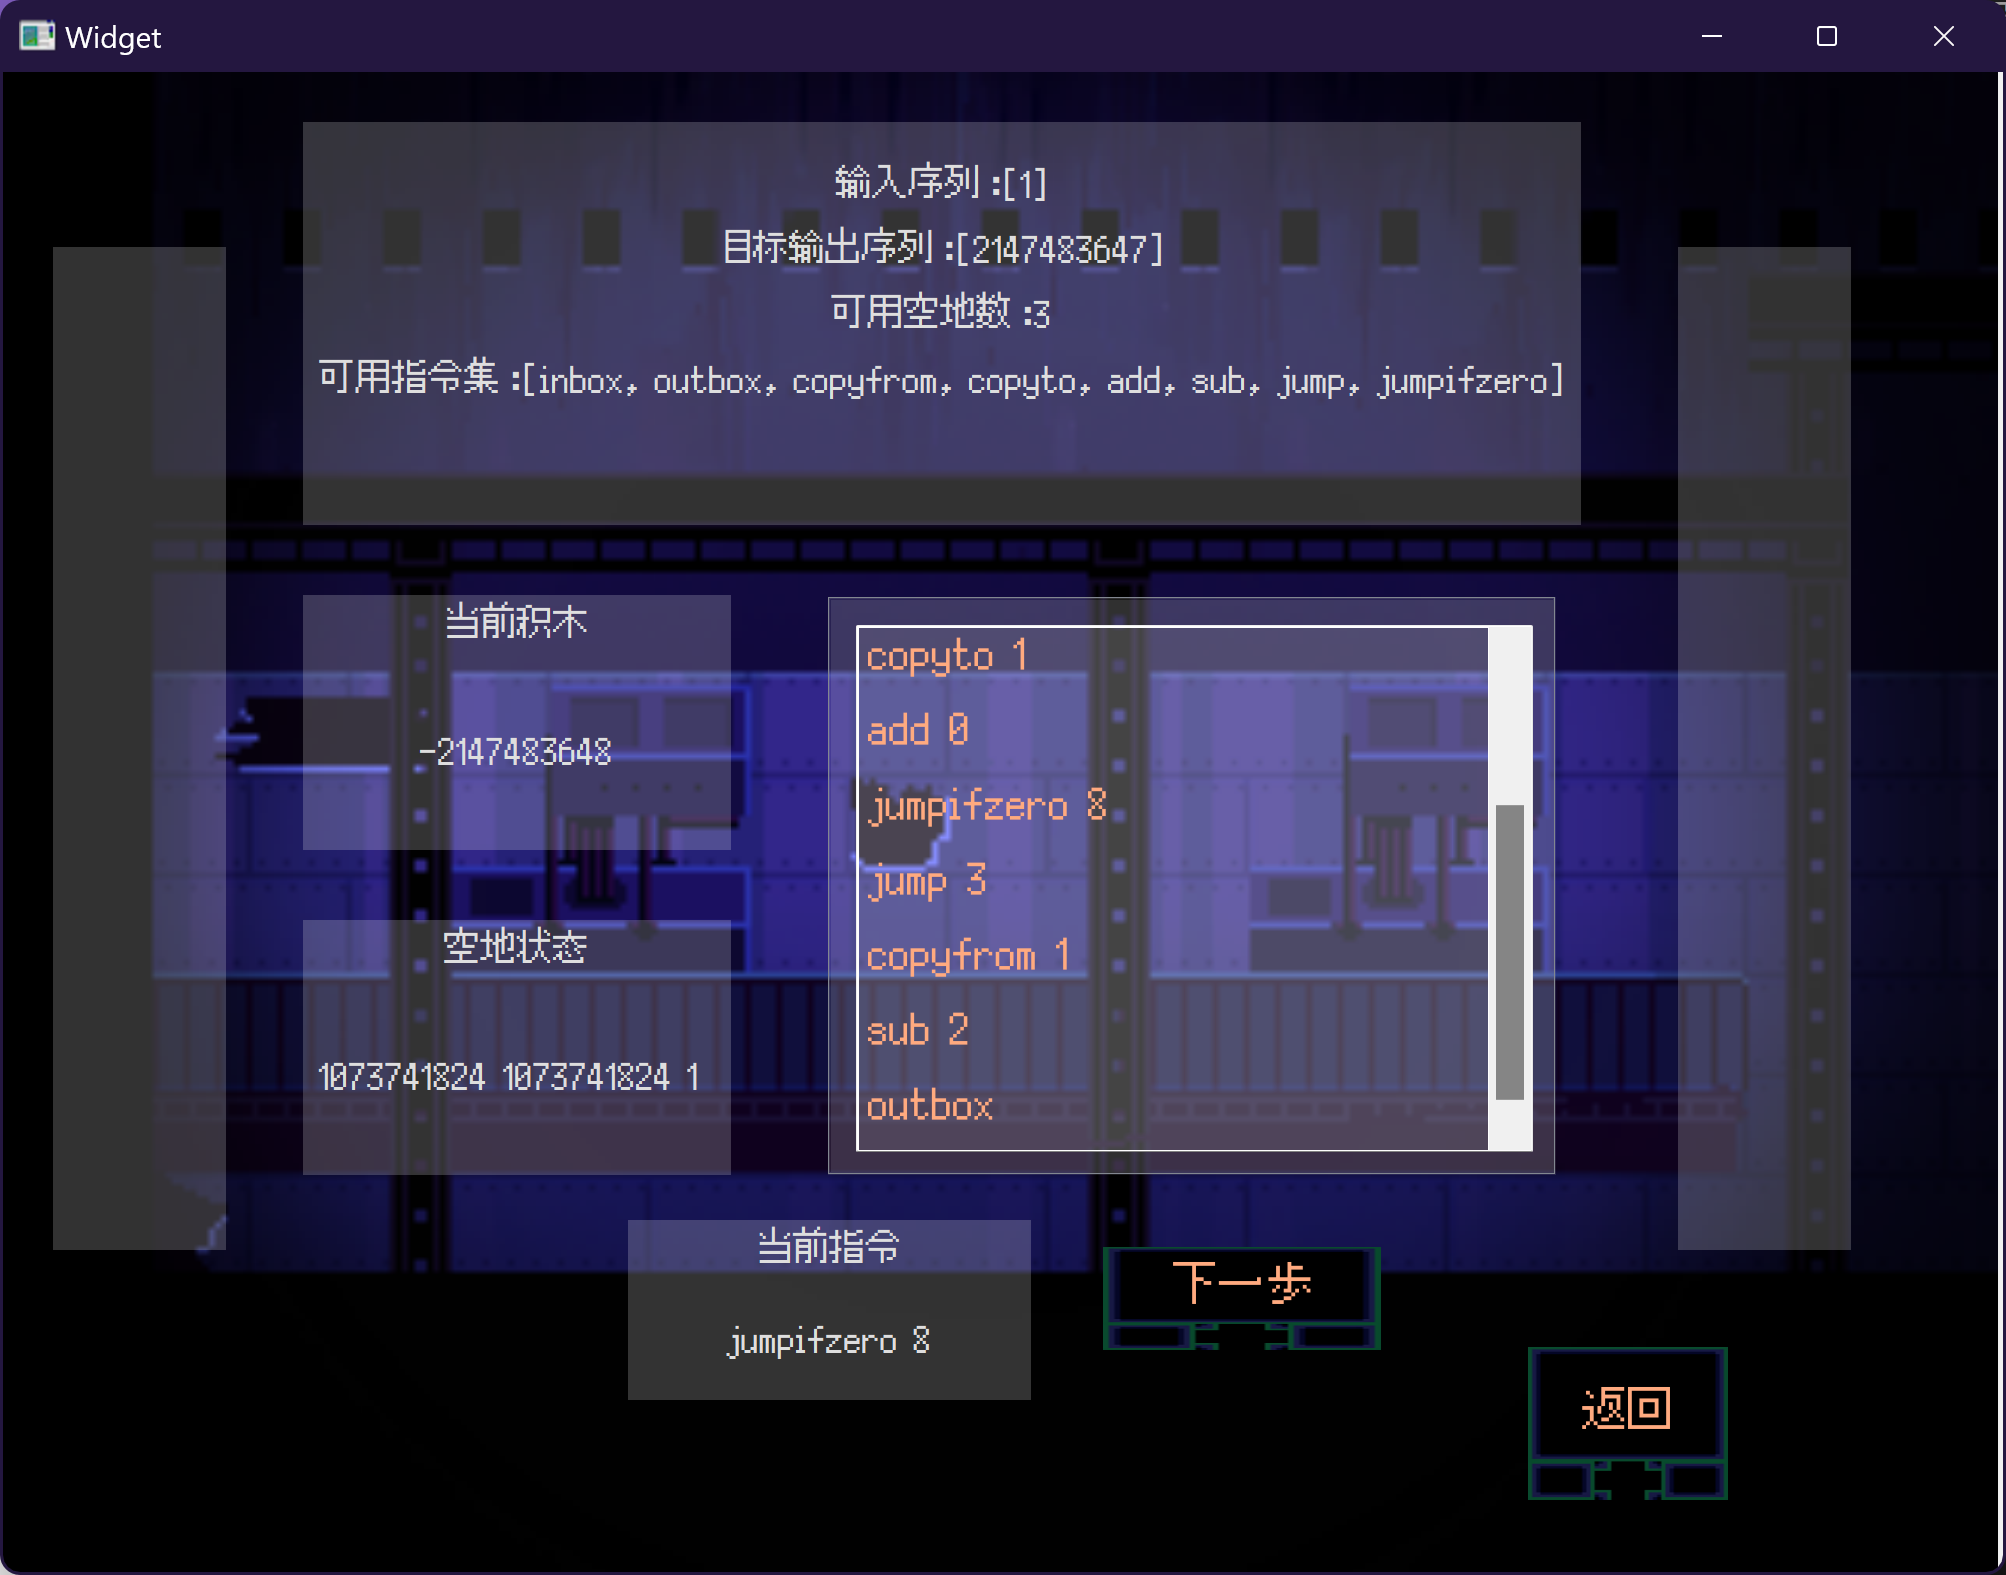 Widget
输入序列 :[1]
目标输出序列 :[2147483647]
可用空地数 :3
可用指令集 :[inbox, outbox, copyfrom, copyto, add, sub, jump, jumpifzero]
当前积木
-2147483648
空地状态
1073741824 1073741824 1
copyto 1
add 0
jumpifzero 8
jump 3
copyfrom 1
sub 2
outbox
当前指令
jumpifzero 8
下一步
返回